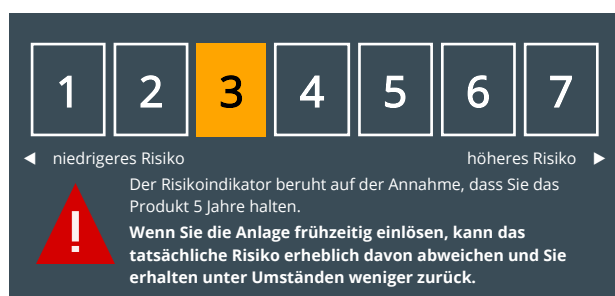 1 2 3 4 5 6 7
◄ niedrigeres Risiko höheres Risiko ►
Der Risikoindikator beruht auf der Annahme, dass Sie das
Produkt 5 Jahre halten.
Wenn Sie die Anlage frühzeitig einlösen, kann das
tatsächliche Risiko erheblich davon abweichen und Sie
erhalten unter Umständen weniger zurück.
!